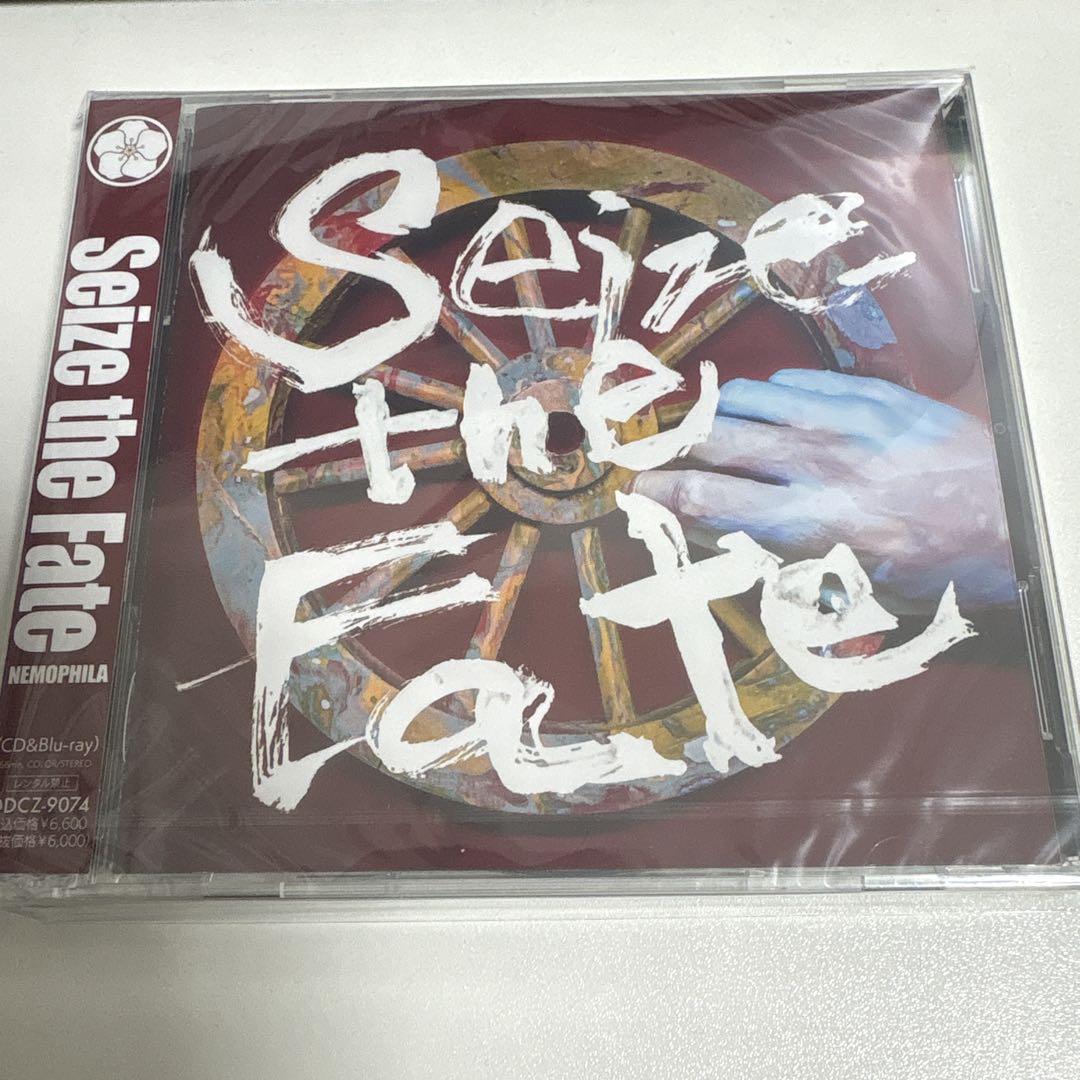 Seize the Fate
NEMOPHILA
(CD&Blu-ray)
COLOR/STEREO
レンタル禁止
DDCZ-9074
込価格¥6,600
抜価格¥6,000)
Seize
the
Fate